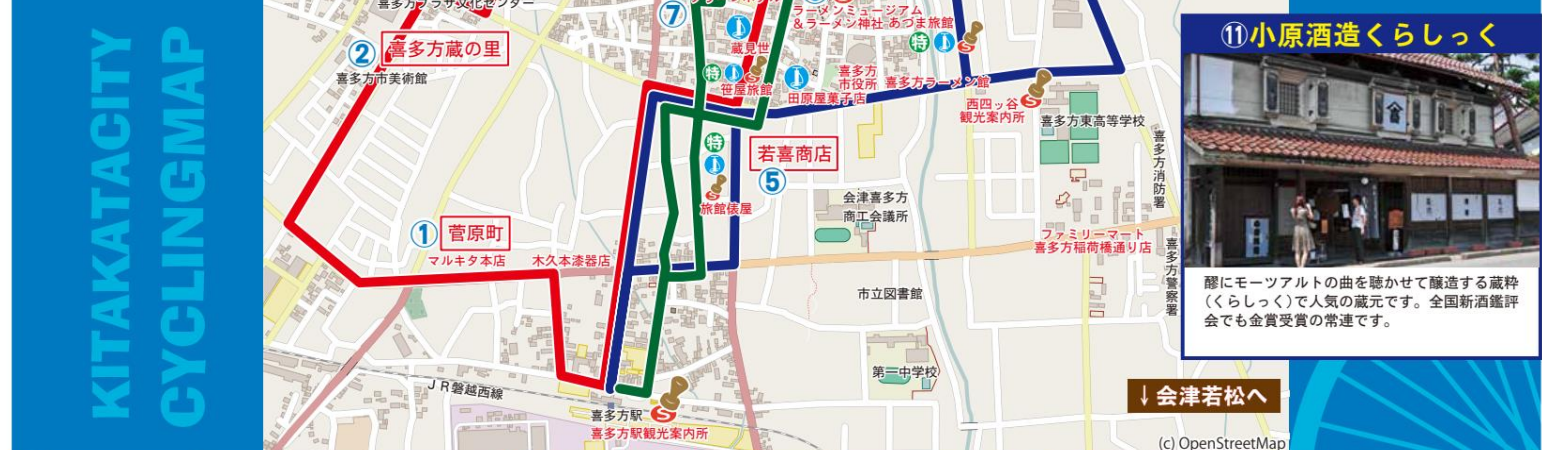 KITAKATACITY
CYCLINGMAP
喜多方プラザ文化センター
⑦
ラーメンミュージアム
&ラーメン神社
あづま旅館
②
喜多方蔵の里
喜多方市美術館
蔵見世
特
特
笹屋旅館
田原屋菓子店
喜多方
市役所
喜多方ラーメン館
西四ッ谷
観光案内所
喜多方東高等学校
喜多方消防署
特
若喜商店
⑤
旅館俵屋
会津喜多方
商工会議所
①
菅原町
マルキタ本店
木久本漆器店
ファミリーマート
喜多方稲荷橋通り店
喜多方警察署
市立図書館
第一中学校
JR磐越西線
喜多方駅
喜多方駅観光案内所
↓会津若松へ
(c) OpenStreetMap
⑪小原酒造くらしっく
醪にモーツアルトの曲を聴かせて醸造する蔵粋
(くらしっく)で人気の蔵元です。全国新酒鑑評
会でも金賞受賞の常連です。